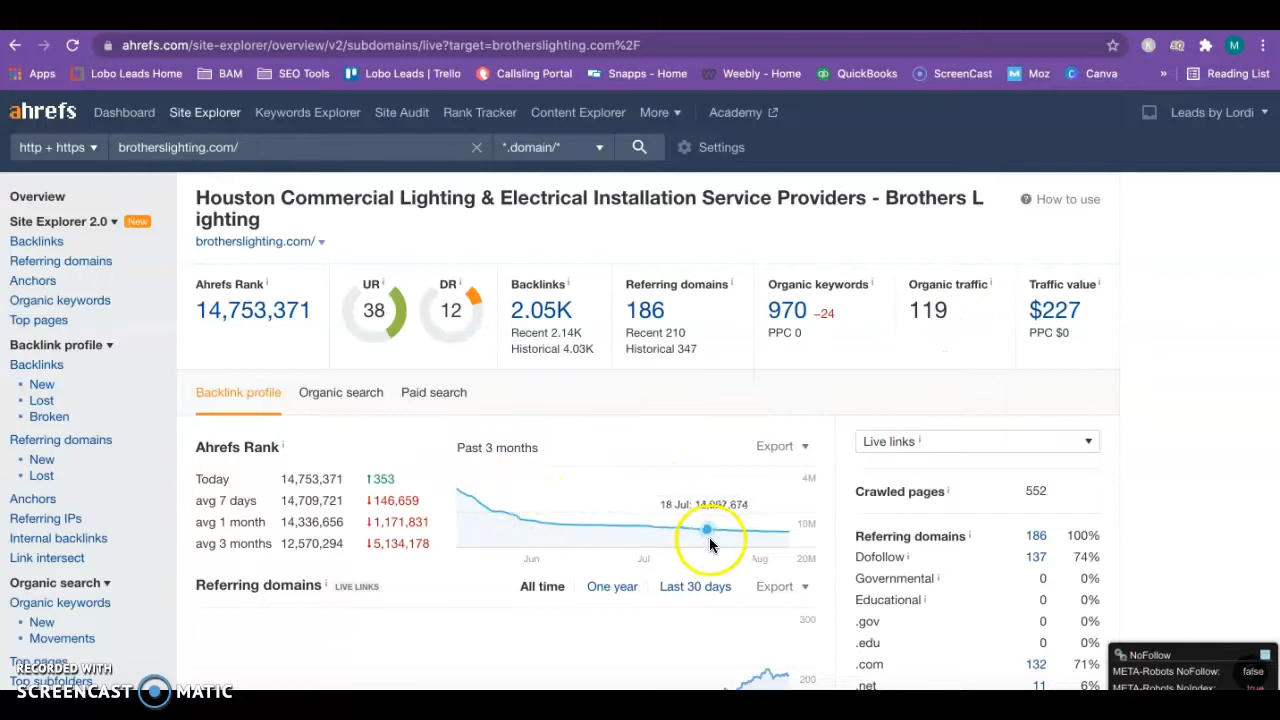 ahrefs.com/site-explorer/overview/v2/subdomains/live?target=brotherslighting.com%2F
M
Apps Lobo Leads Home BAM SEO Tools Lobo Leads | Trello Callsling Portal Snapps - Home Weebly - Home QuickBooks ScreenCast Moz Canva » Reading List
ahrefs Dashboard Site Explorer Keywords Explorer Site Audit Rank Tracker Content Explorer More Academy Leads by Lordi
http + https brotherslighting.com/ *.domain/* Settings
Overview
Site Explorer 2.0 New
Backlinks
Referring domains
Anchors
Organic keywords
Top pages
Backlink profile
Backlinks
New
Lost
Broken
Referring domains
New
Lost
Anchors
Referring IPs
Internal backlinks
Link intersect
Organic search
Organic keywords
New
Movements
Top pages
Top subfolders
Houston Commercial Lighting & Electrical Installation Service Providers - Brothers L
ighting
How to use
brotherslighting.com/
Ahrefs Rank
14,753,371
UR
38
DR
12
Backlinks
2.05K
Recent 2.14K
Historical 4.03K
Referring domains
186
Recent 210
Historical 347
Organic keywords
970 –24
PPC 0
Organic traffic
119
Traffic value
$227
PPC $0
Backlink profile Organic search Paid search
Ahrefs Rank Past 3 months Export
Today 14,753,371 ↑353
avg 7 days 14,709,721 ↓146,659
avg 1 month 14,336,656 ↓1,171,831
avg 3 months 12,570,294 ↓5,134,178
4M
18 Jul:
10M
Jun Jul Aug 20M
Referring domains LIVE LINKS All time One year Last 30 days Export
300
200
Live links
Crawled pages 552
Referring domains 186 100%
Dofollow 137 74%
Governmental 0 0%
Educational 0 0%
.gov 0 0%
.edu 0 0%
.com 132 71%
.net 11 6%
NoFollow
META-Robots NoFollow: false
META-Robots NoIndex: true
RECORDED WITH
SCREENCAST MATIC